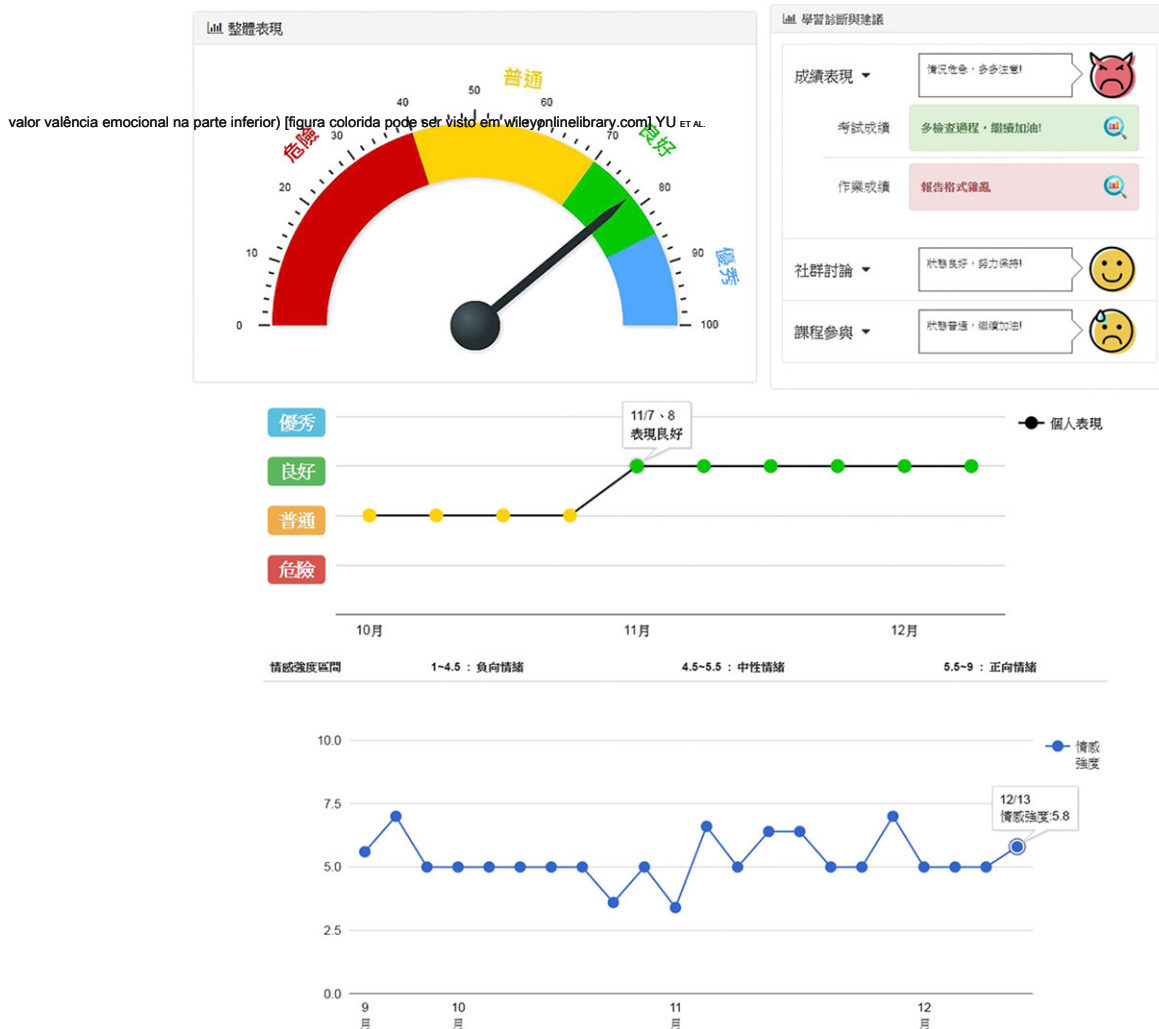 整體表現
學習診斷與建議
普通
50
40
60
valor valência emocional na parte inferior) [figura colorida pode ser visto em wileyonlinelibrary.com] YU ET AL.
危險
30
70
良好
20
80
10
90
優秀
0
100
成績表現
情況危急,多多注意!
考試成績
多檢查過程,繼續加油!
作業成績
報告格式雜亂
社群討論
狀態良好,努力保持!
課程參與
狀態普通,繼續加油!
優秀
11/7、8
表現良好
個人表現
良好
普通
危險
10月
11月
12月
情感強度區間
1~4.5 : 負向情緒
4.5~5.5 : 中性情緒
5.5~9 : 正向情緒
10.0
情感
強度
7.5
12/13
情感強度:5.8
5.0
2.5
0.0
9
月
10
月
11
月
12
月